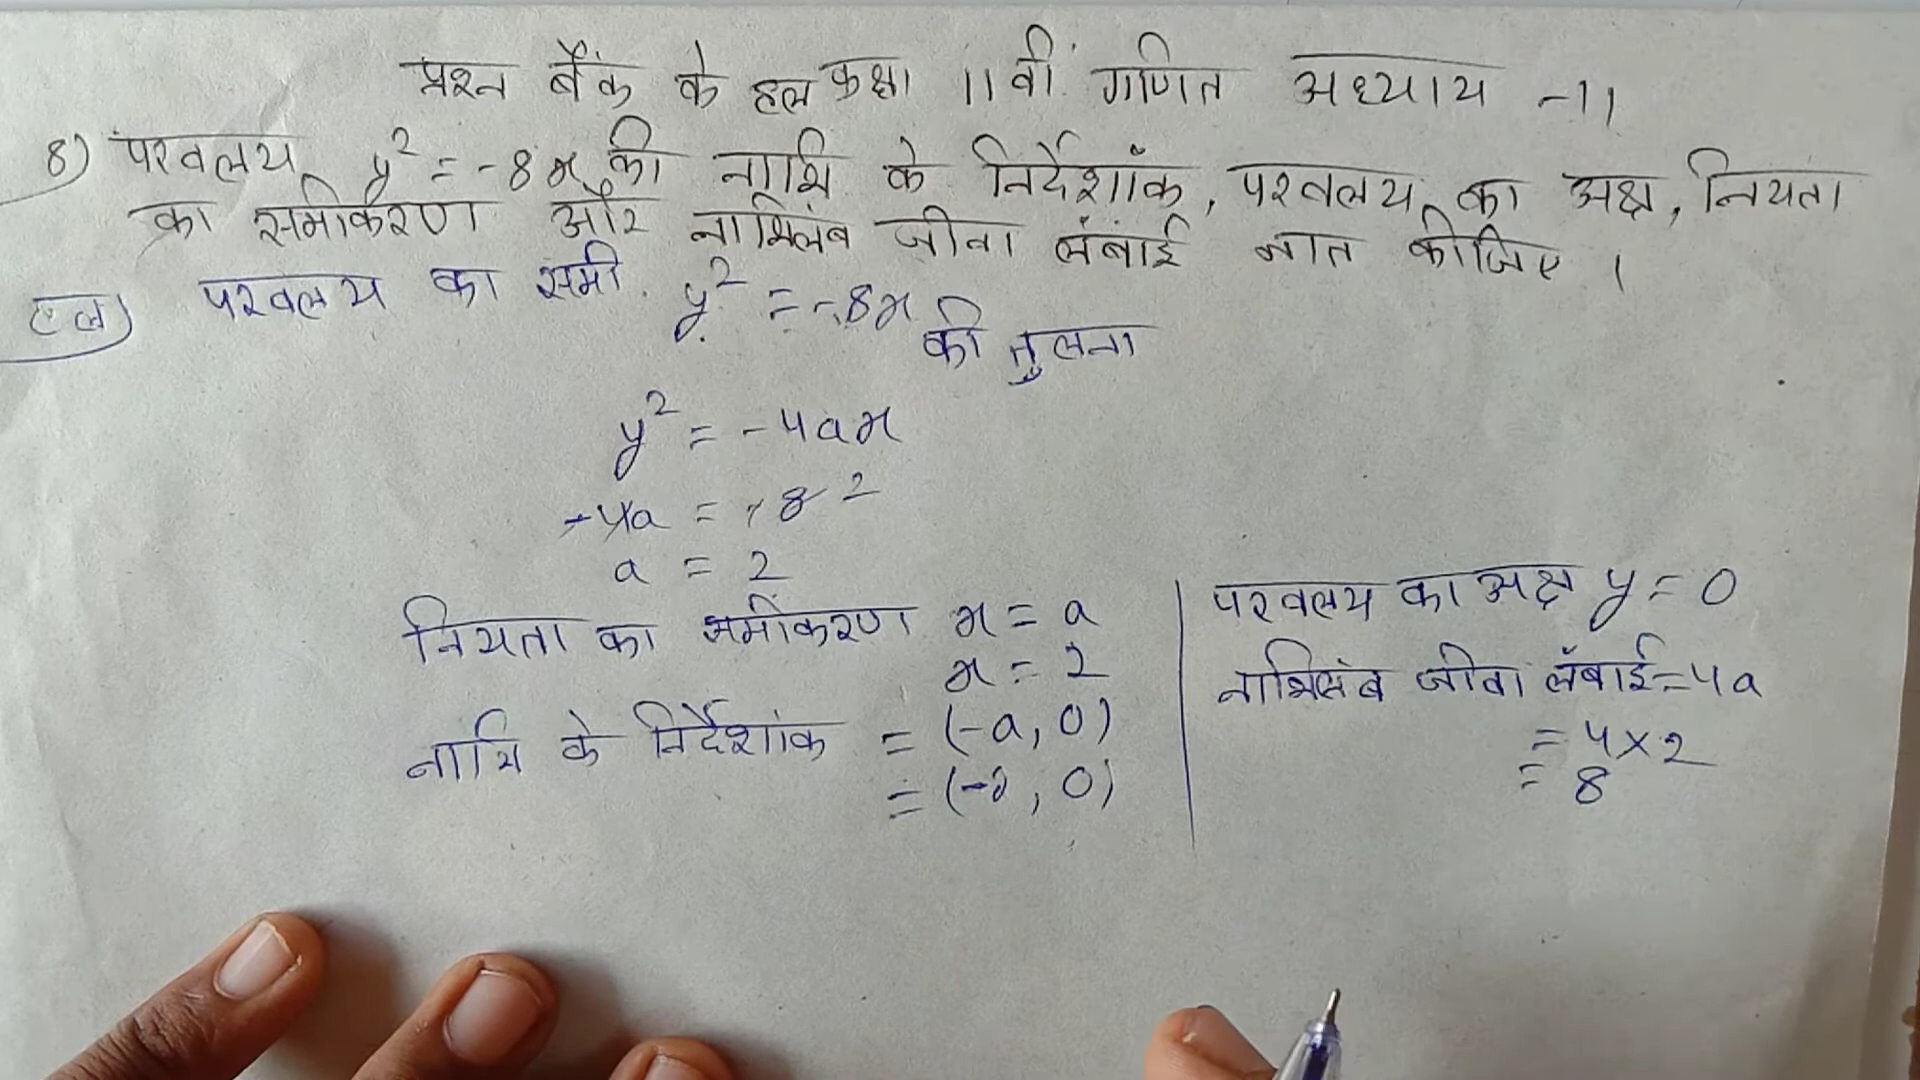 प्रश्न बैंक के हल कक्षा 11वीं गणित अध्याय -11
8) परवलय y² = -8x की नाभि के निर्देशांक, परवलय का अक्ष, नियता
का समीकरण और नाभिलंब जीवा लंबाई ज्ञात कीजिए ।
हल) परवलय का समी. y² = -8x की तुलना
y² = -4ax
-4a = -8 2
a = 2
नियता का समीकरण x = a
x = 2
नाभि के निर्देशांक = (-a, 0)
= (-2, 0)
परवलय का अक्ष y = 0
नाभिलंब जीवा लंबाई = 4a
= 4×2
= 8